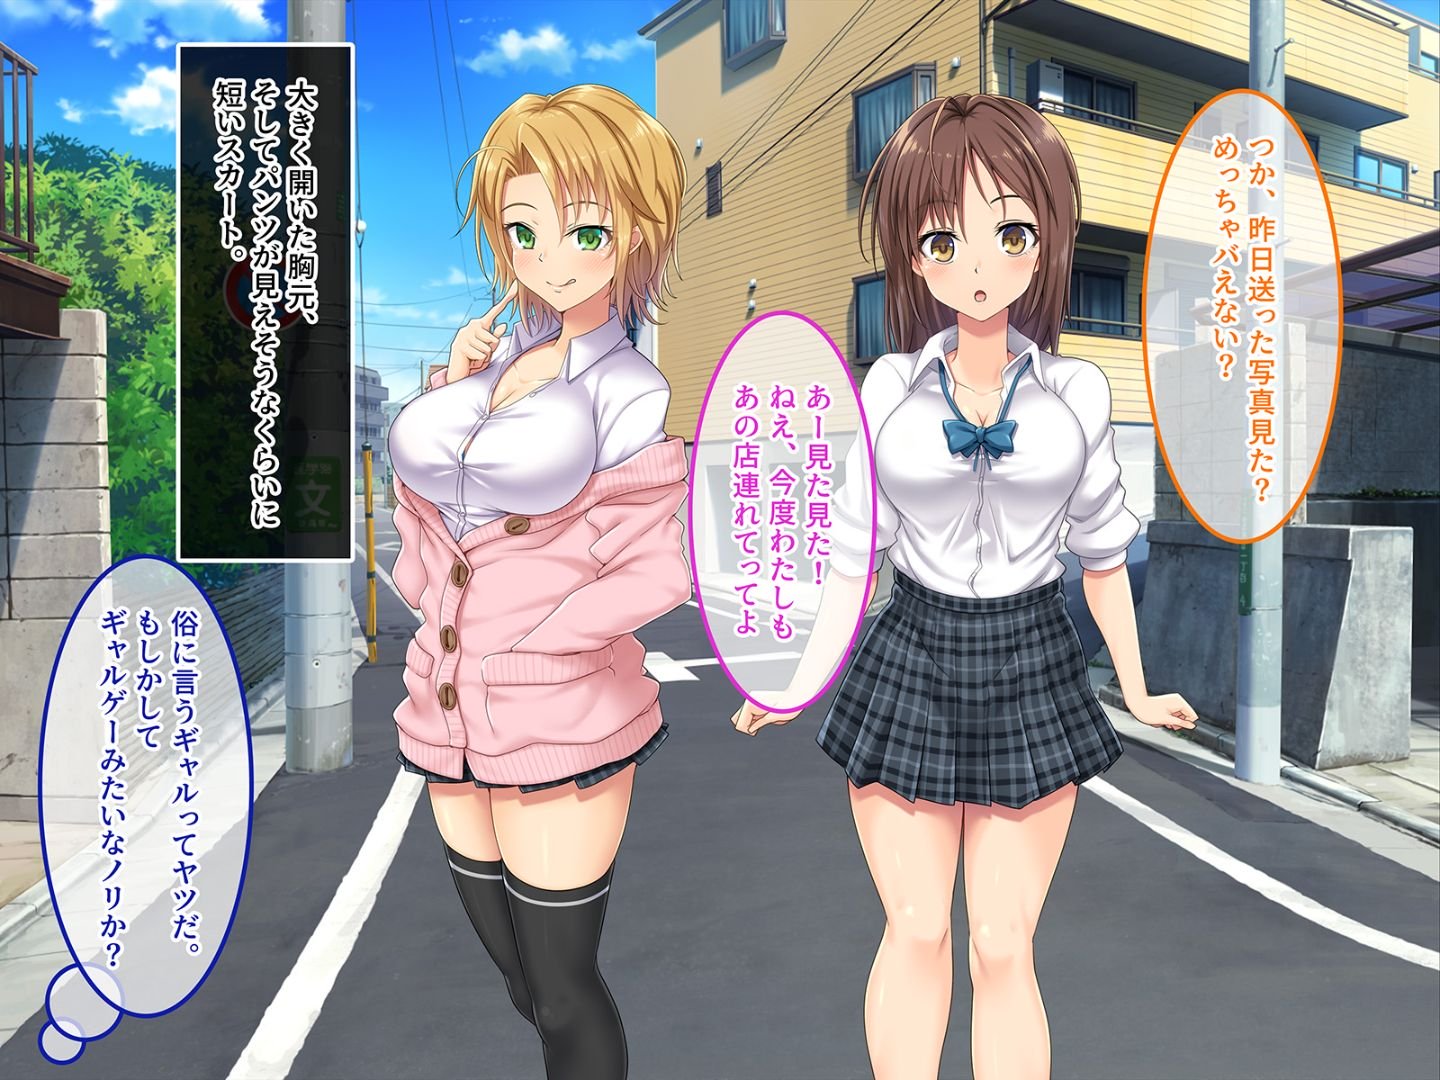 つか、昨日送った写真見た?
めっちゃバえない?
あー見た見た!
ねえ、今度わたしも
あの店連れてってよ
大きく開いた胸元、
そしてパンツが見えそうなくらいに
短いスカート。
俗に言うギャルってヤツだ。
もしかして
ギャルゲーみたいなノリか?
文